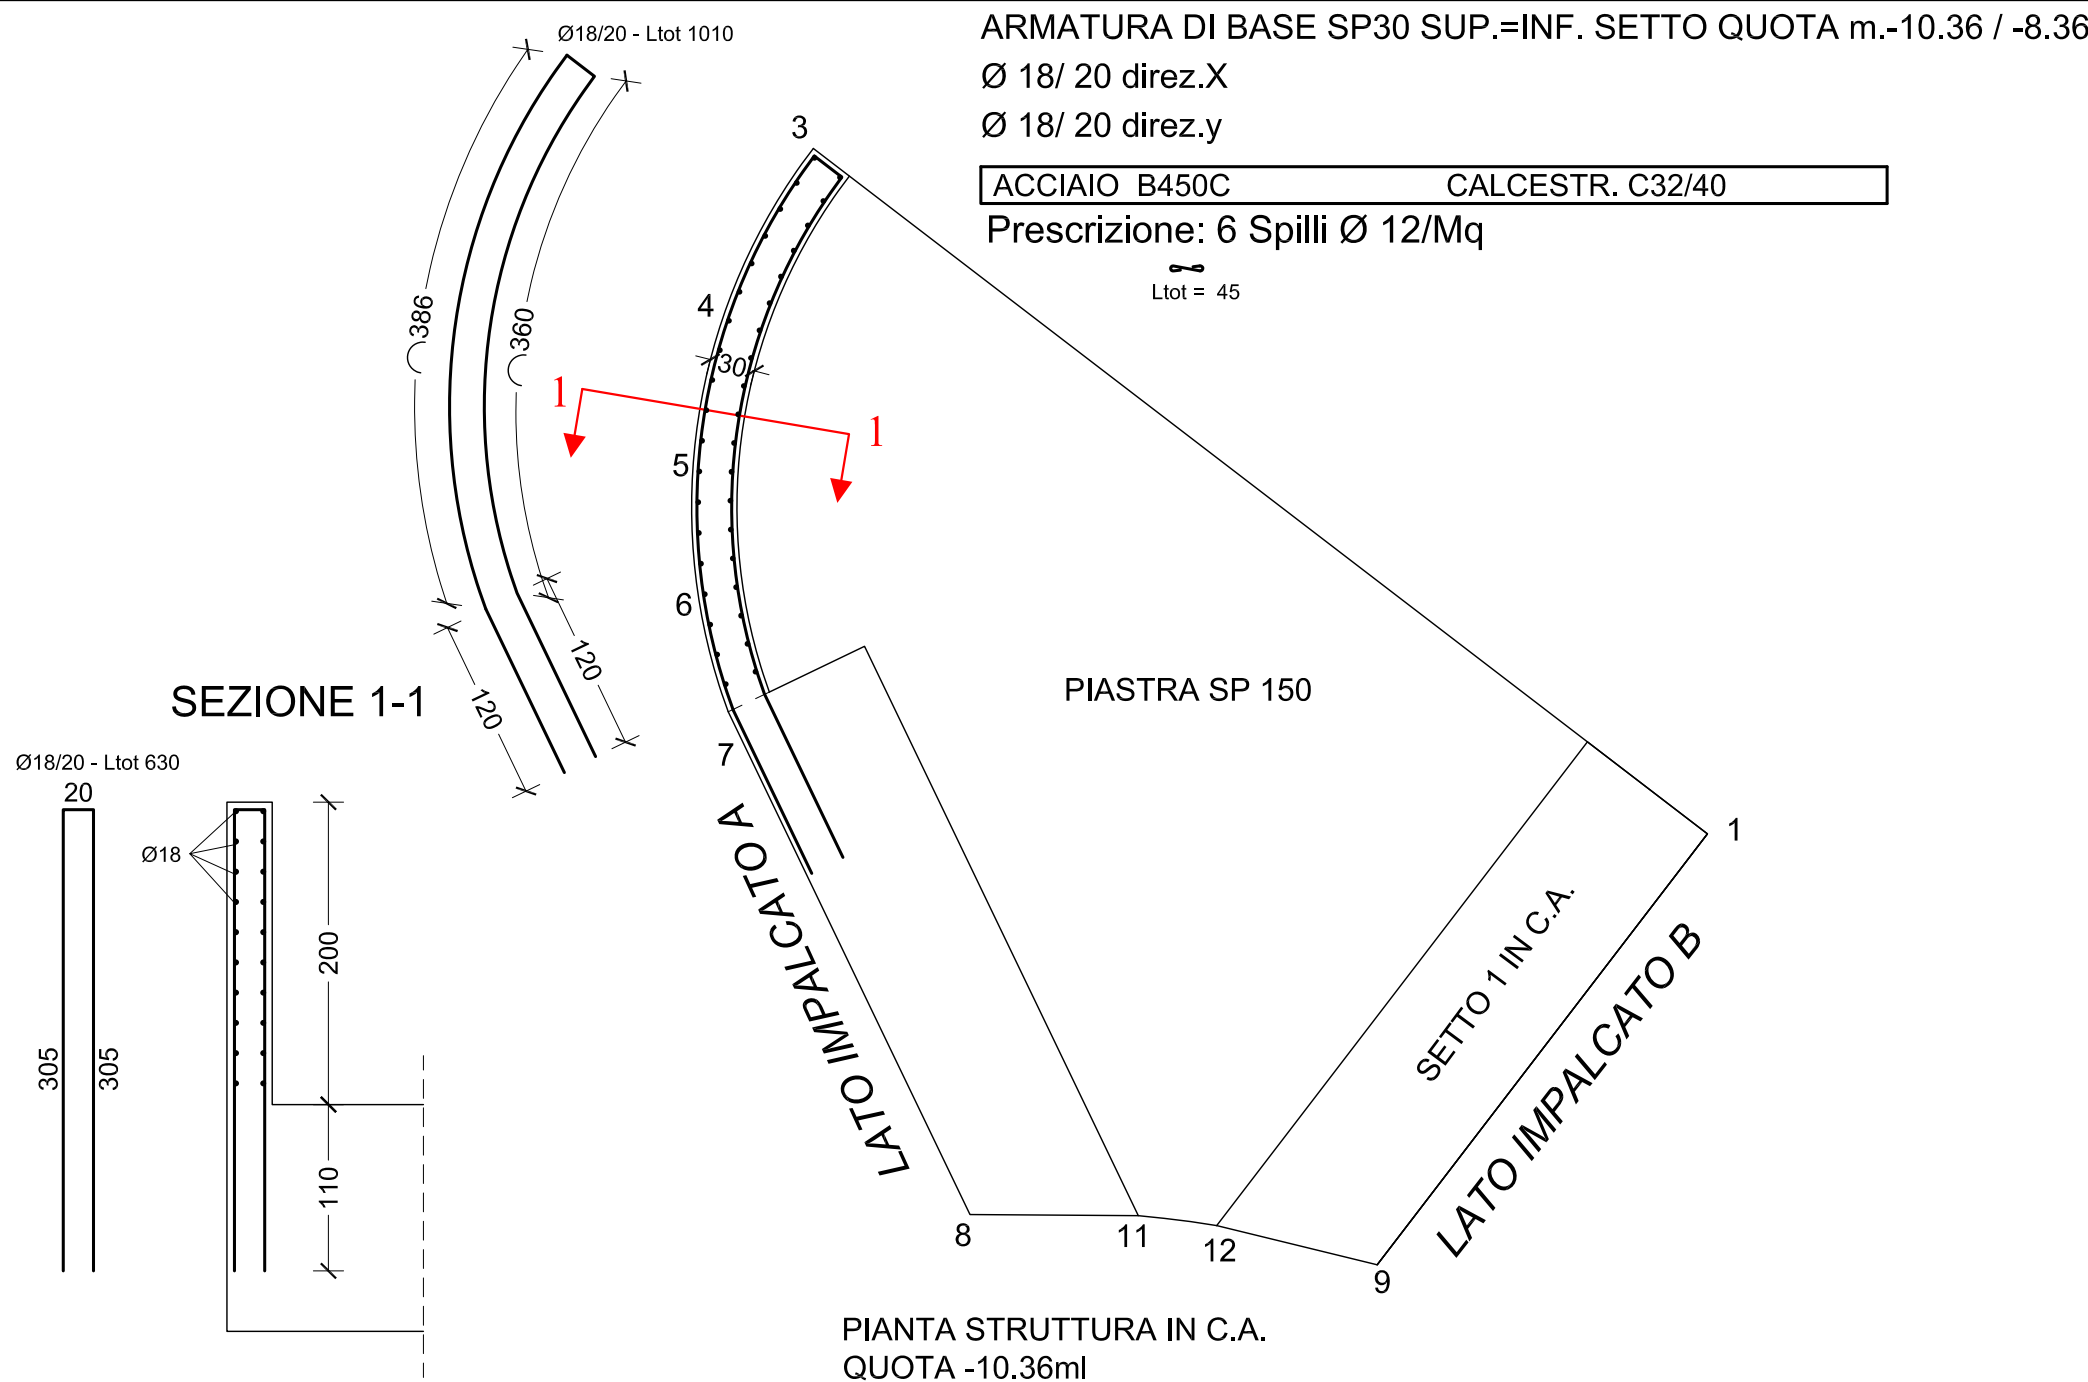 Ø18/20 - Ltot 1010
ARMATURA DI BASE SP30 SUP.=INF. SETTO QUOTA m.-10.36 / -8.36
Ø 18/ 20 direz.X
Ø 18/ 20 direz.y
ACCIAIO B450C CALCESTR. C32/40
Prescrizione: 6 Spilli Ø 12/Mq
Ltot = 45
3
4
30
386
360
1
1
5
6
120
120
7
SEZIONE 1-1
Ø18/20 - Ltot 630
20
Ø18
305
305
200
110
PIASTRA SP 150
LATO IMPALCATO A
SETTO 1 IN C.A.
LATO IMPALCATO B
1
8
11
12
9
PIANTA STRUTTURA IN C.A.
QUOTA -10.36ml